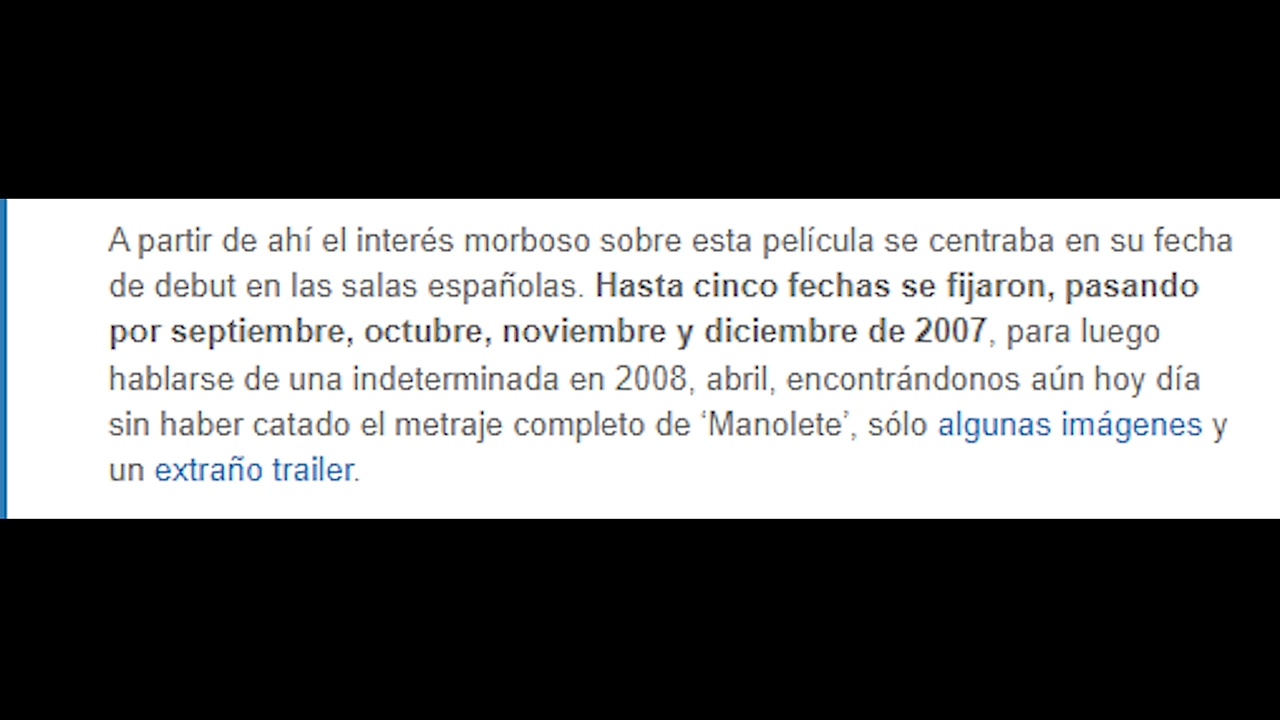 A partir de ahí el interés morboso sobre esta película se centraba en su fecha
de debut en las salas españolas. Hasta cinco fechas se fijaron, pasando
por septiembre, octubre, noviembre y diciembre de 2007, para luego
hablarse de una indeterminada en 2008, abril, encontrándonos aún hoy día
sin haber catado el metraje completo de ‘Manolete’, sólo algunas imágenes y
un extraño trailer.